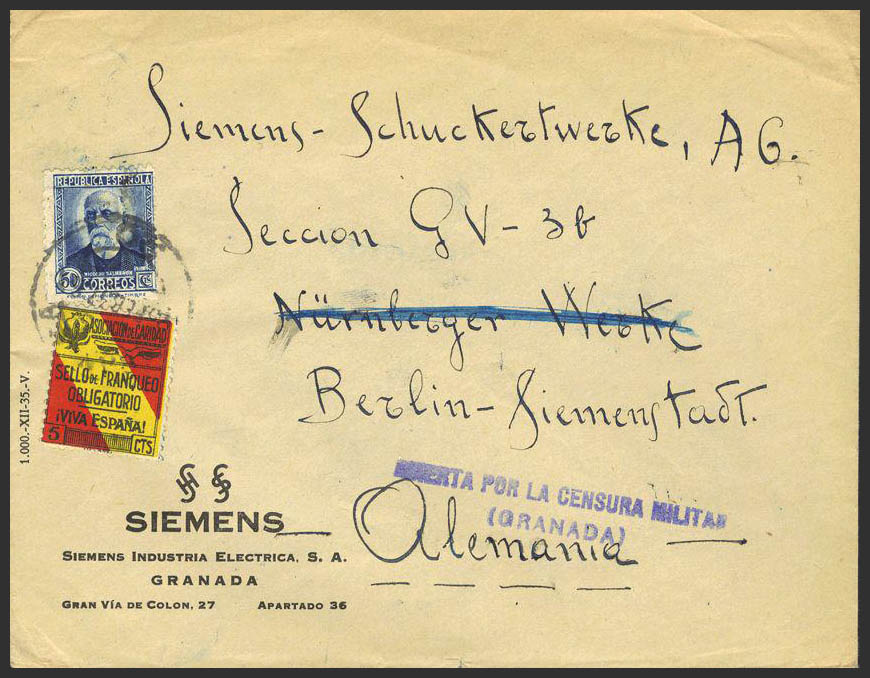 Siemens-Schuckertwerke, AG.
Seccion GV-3b
Nürnberger Werke
Berlin-Siemenstadt.
Alemania
REPUBLICA ESPAÑOLA
50 CORREOS Cts
ASOCIACION DE CARIDAD
SELLO DE FRANQUEO
OBLIGATORIO
¡VIVA ESPAÑA!
5 CTS
1.000.-XII-35.-V.
ABIERTA POR LA CENSURA MILITAR
(GRANADA)
SIEMENS
SIEMENS INDUSTRIA ELECTRICA, S. A.
GRANADA
GRAN VÍA DE COLON, 27 APARTADO 36